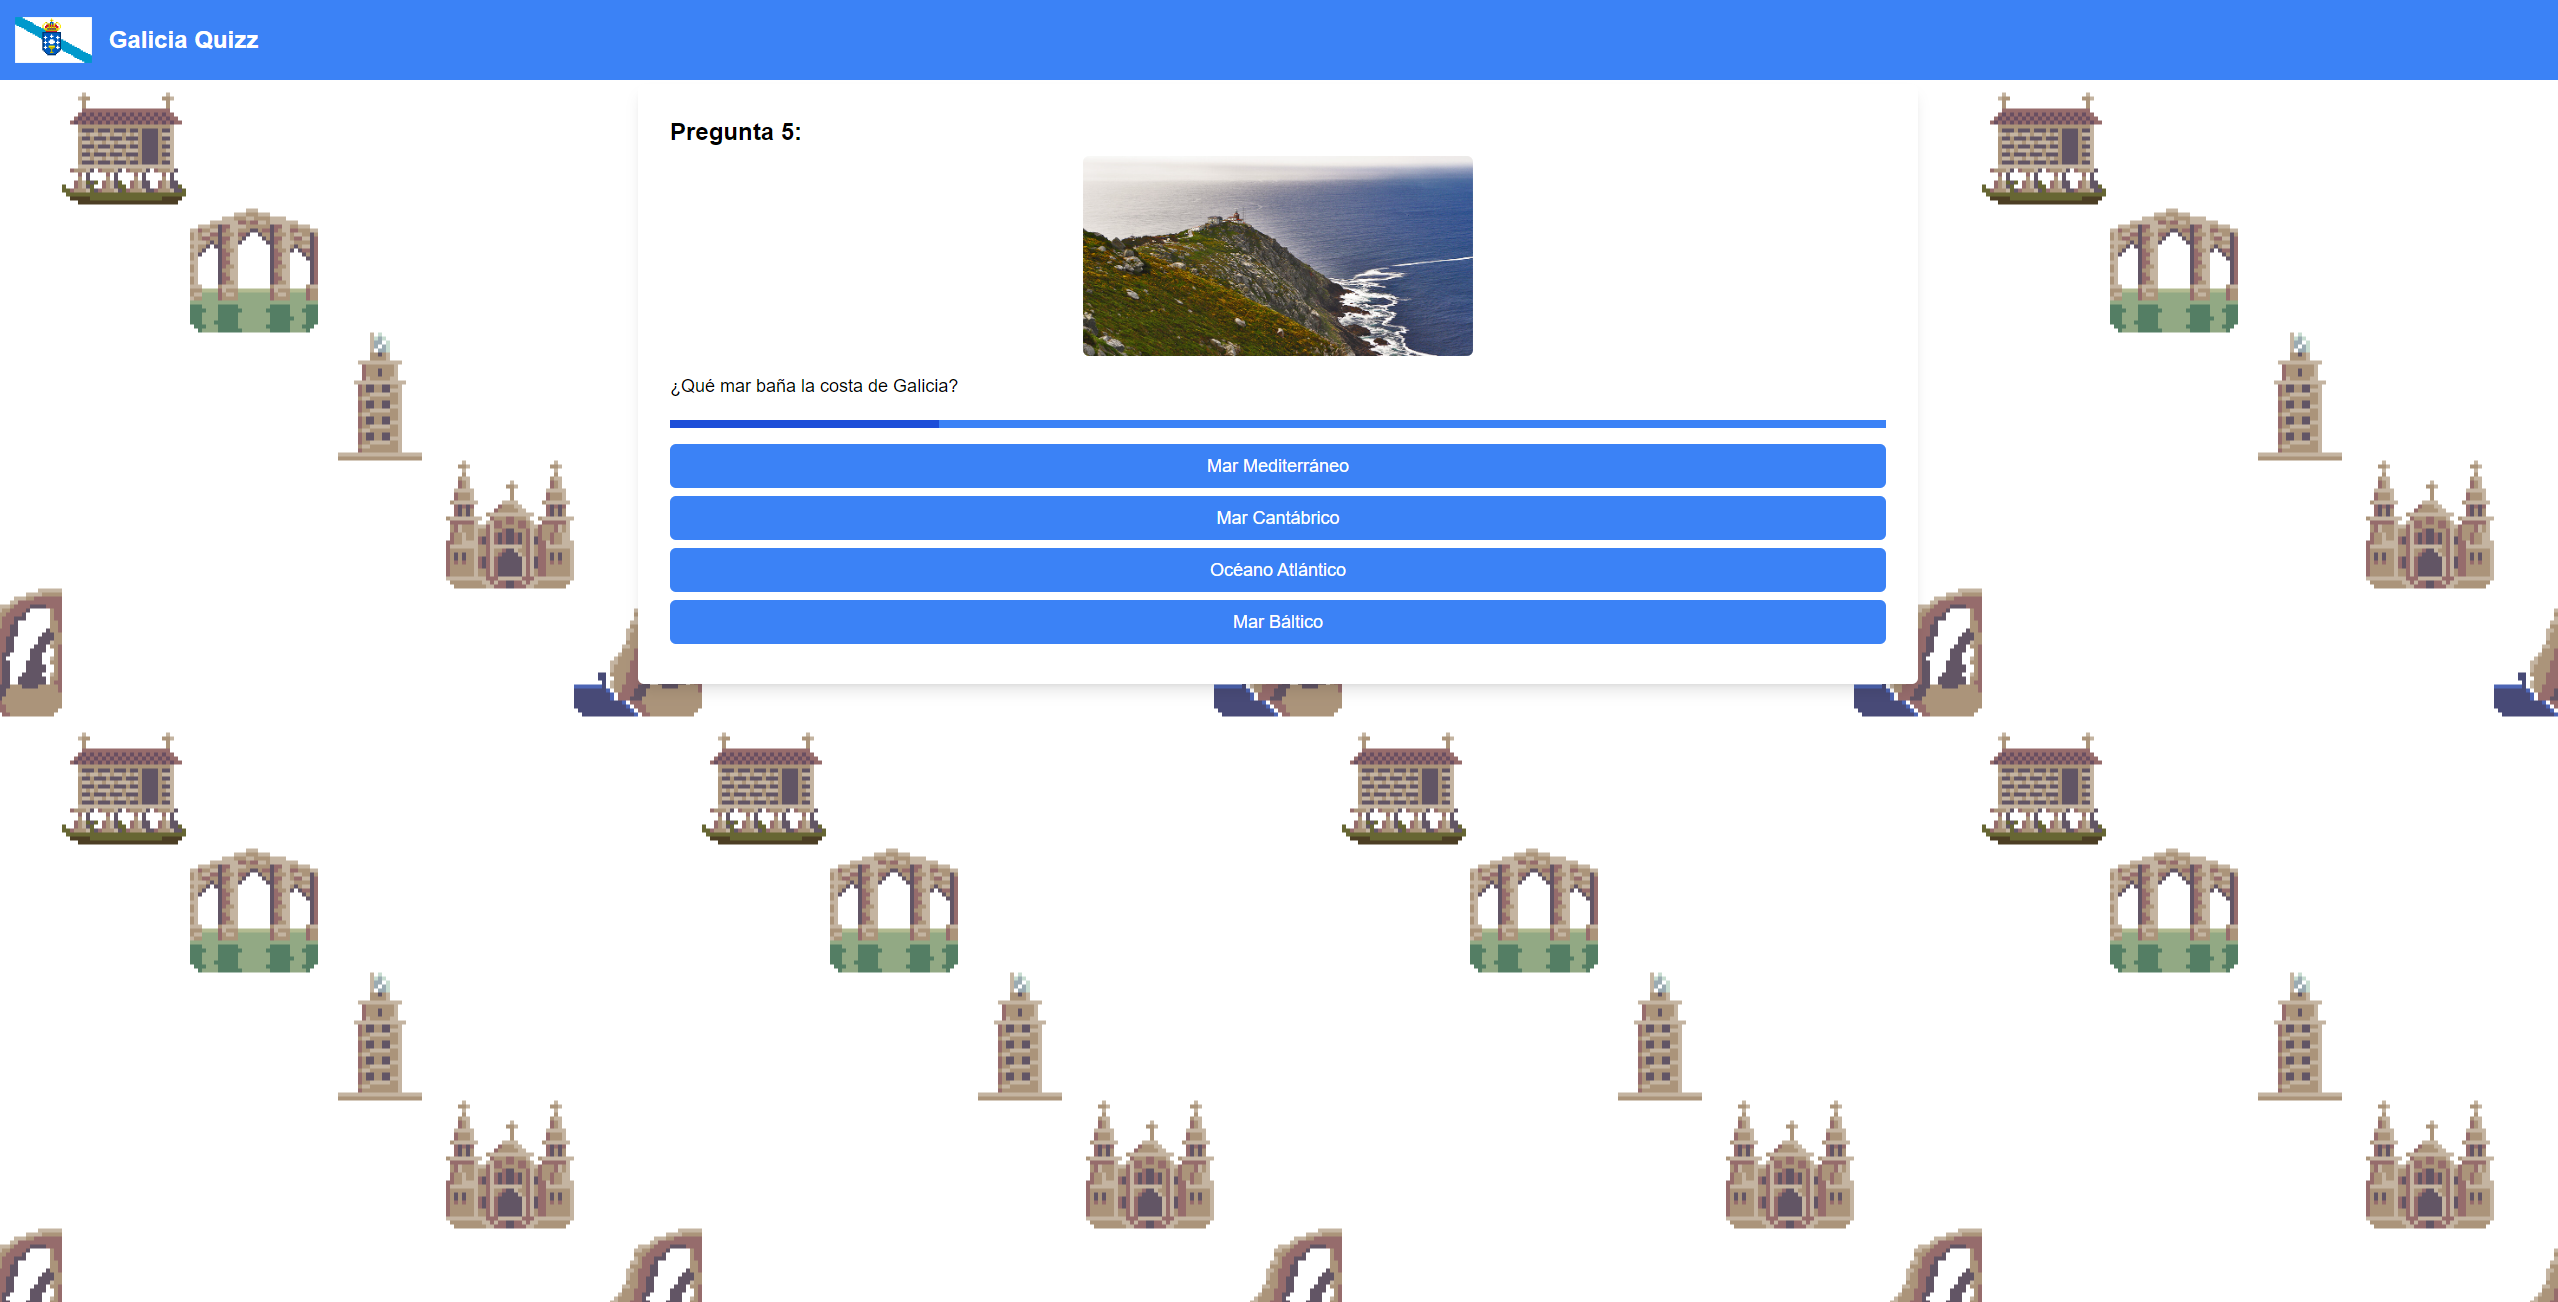 Galicia Quizz
Pregunta 5:
¿Qué mar baña la costa de Galicia?
Mar Mediterráneo
Mar Cantábrico
Océano Atlántico
Mar Báltico